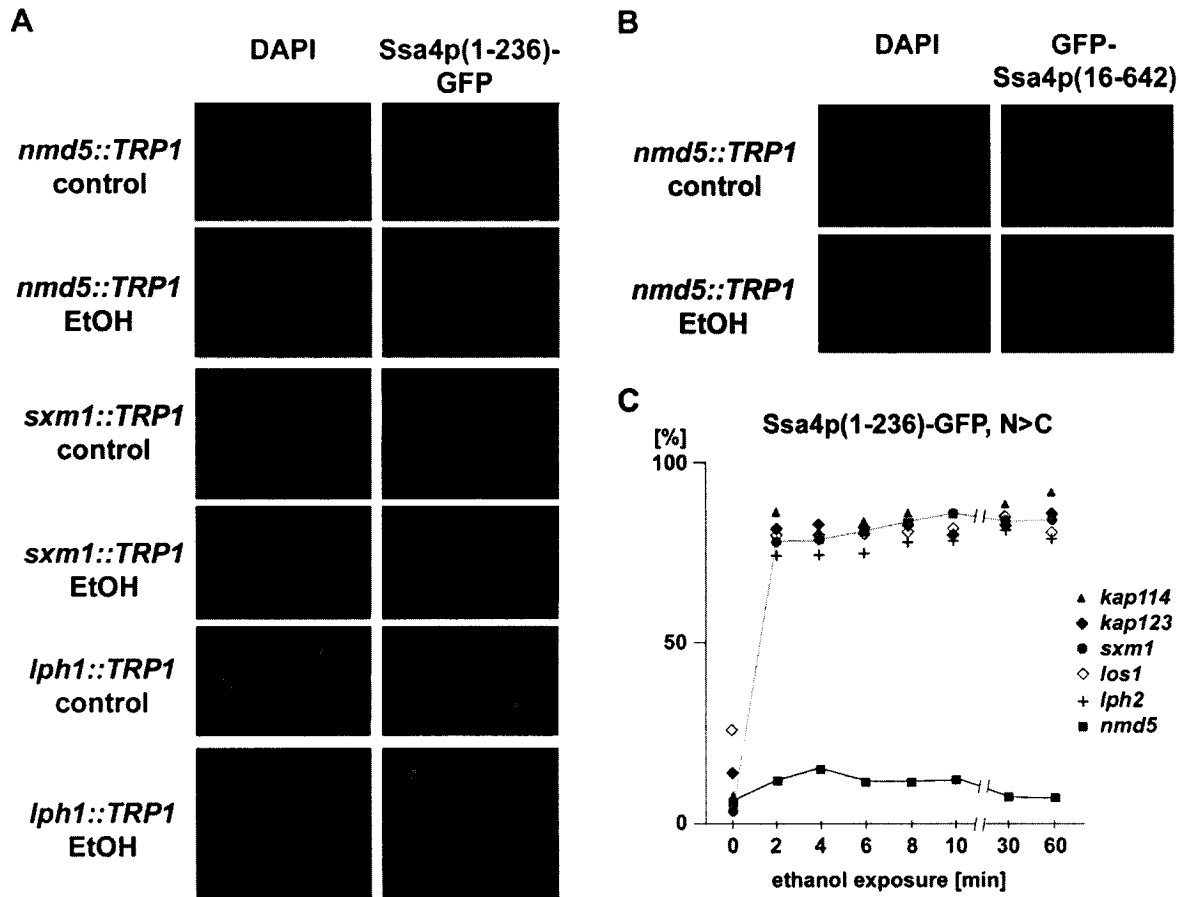 A
DAPI
Ssa4p(1-236)-
GFP
nmd5::TRP1
control
nmd5::TRP1
EtOH
sxm1::TRP1
control
sxm1::TRP1
EtOH
lph1::TRP1
control
lph1::TRP1
EtOH
B
DAPI
GFP-
Ssa4p(16-642)
nmd5::TRP1
control
nmd5::TRP1
EtOH
C
Ssa4p(1-236)-GFP, N>C
[%]
100
50
0
kap114
kap123
sxm1
los1
lph2
nmd5
0 2 4 6 8 10 30 60
ethanol exposure [min]